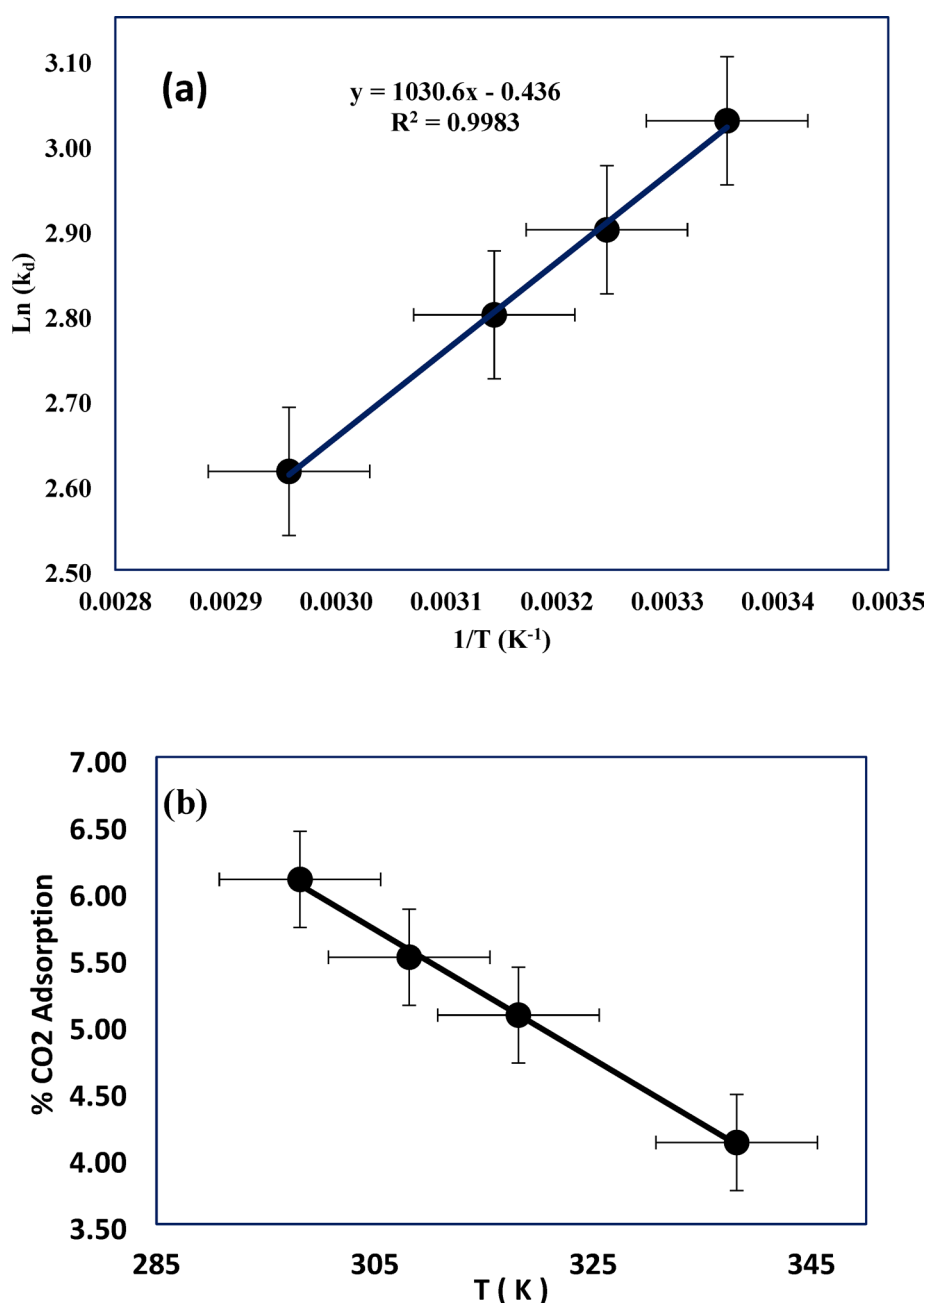 (a)
y = 1030.6x - 0.436
R² = 0.9983
3.10
3.00
2.90
2.80
2.70
2.60
2.50
Ln (kd)
0.0028 0.0029 0.0030 0.0031 0.0032 0.0033 0.0034 0.0035
1/T (K⁻¹)
(b)
7.00
6.50
6.00
5.50
5.00
4.50
4.00
3.50
% CO2 Adsorption
285 305 325 345
T ( K )